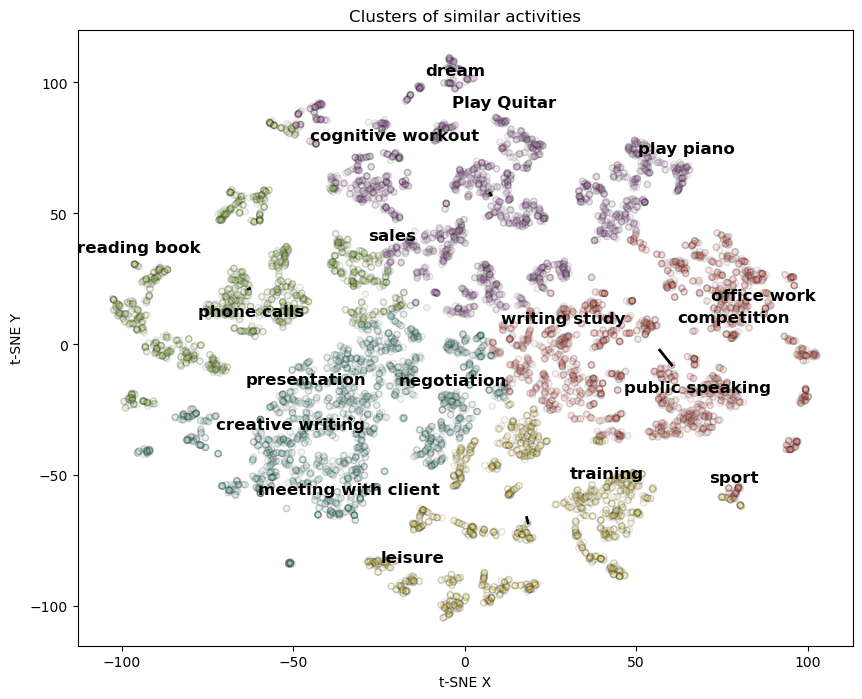 Clusters of similar activities
dream
Play Quitar
cognitive workout
play piano
sales
reading book
phone calls
office work
competition
writing study
presentation
negotiation
public speaking
creative writing
meeting with client
training
sport
leisure
100
50
0
−50
−100
t-SNE Y
−100
−50
0
50
100
t-SNE X